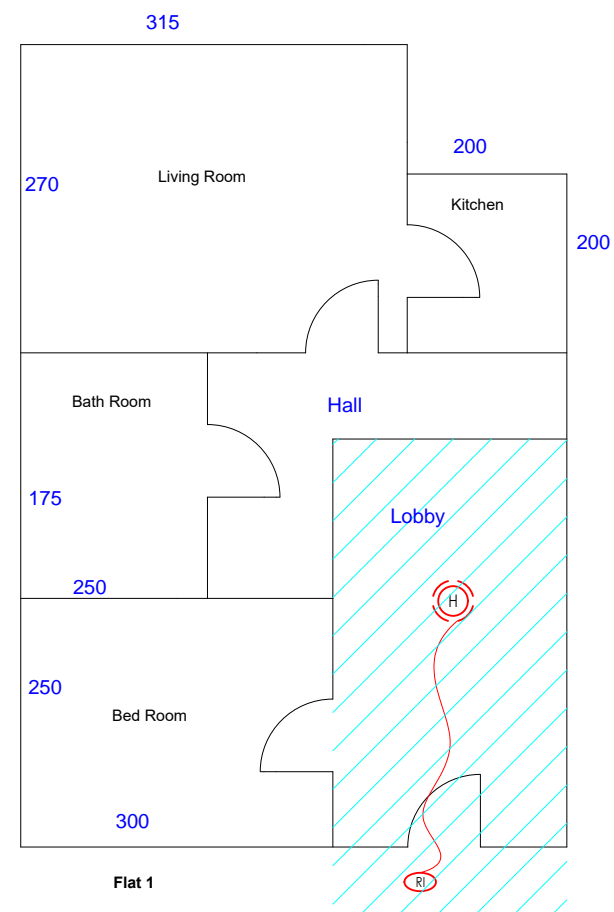 315
200
270
Living Room
Kitchen
200
Bath Room
Hall
175
Lobby
250
H
250
Bed Room
300
Flat 1
RI